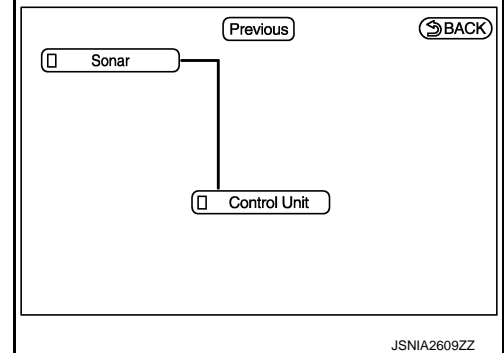 Previous
BACK
Sonar
Control Unit
JSNIA2609ZZ